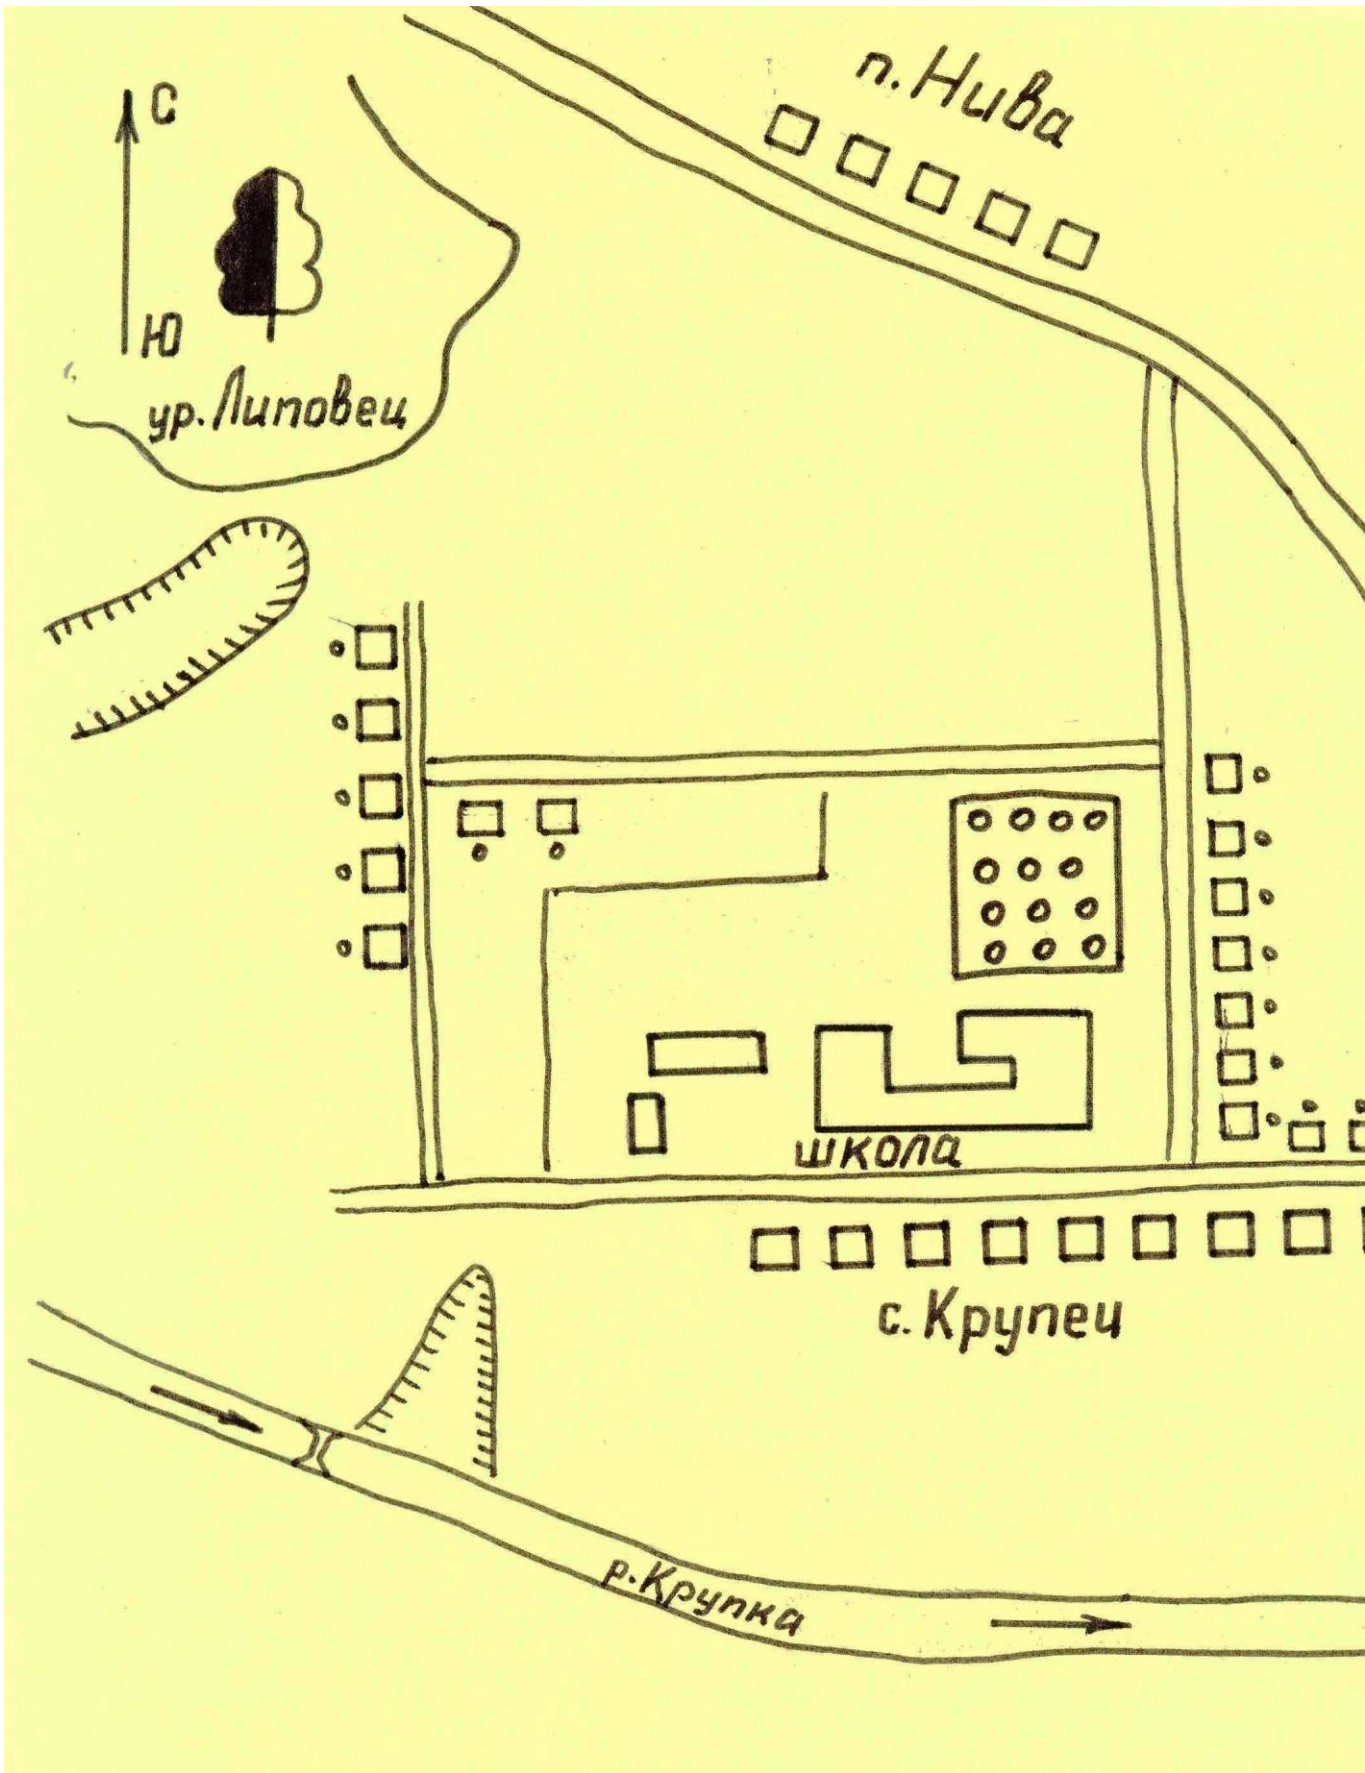 п. Нива
С
Ю
ур. Липовец
школа
с. Крупец
р. Крупка